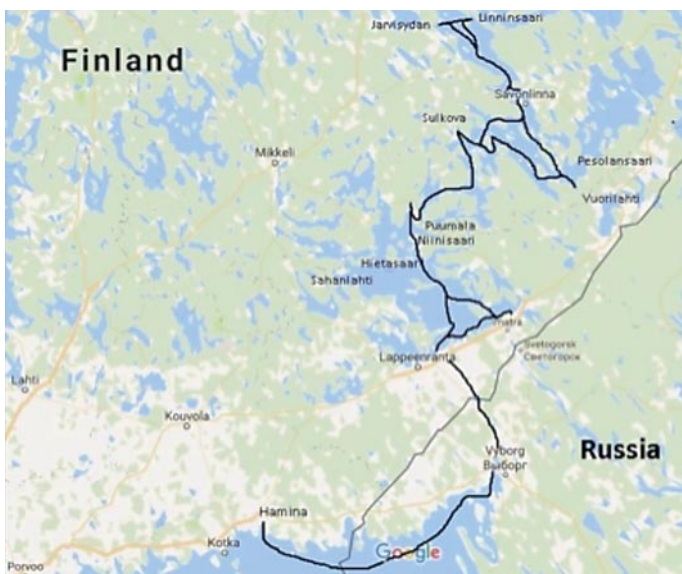 Jarvisydan
Linninsaari
Finland
Savonlinna
Sulkova
Mikkeli
Pesolansaari
Vuorilahti
Puumala
Niinisaari
Hietasaari
Sahanlahti
matra
Svetogorsk
Светогорск
Lappeenranta
Lahti
Kouvola
Vyborg
Выборг
Russia
Hamina
Kotka
Google
Porvoo